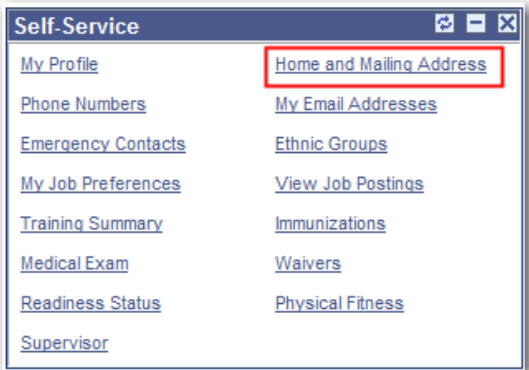 Self-Service
My Profile Home and Mailing Address
Phone Numbers My Email Addresses
Emergency Contacts Ethnic Groups
My Job Preferences View Job Postings
Training Summary Immunizations
Medical Exam Waivers
Readiness Status Physical Fitness
Supervisor